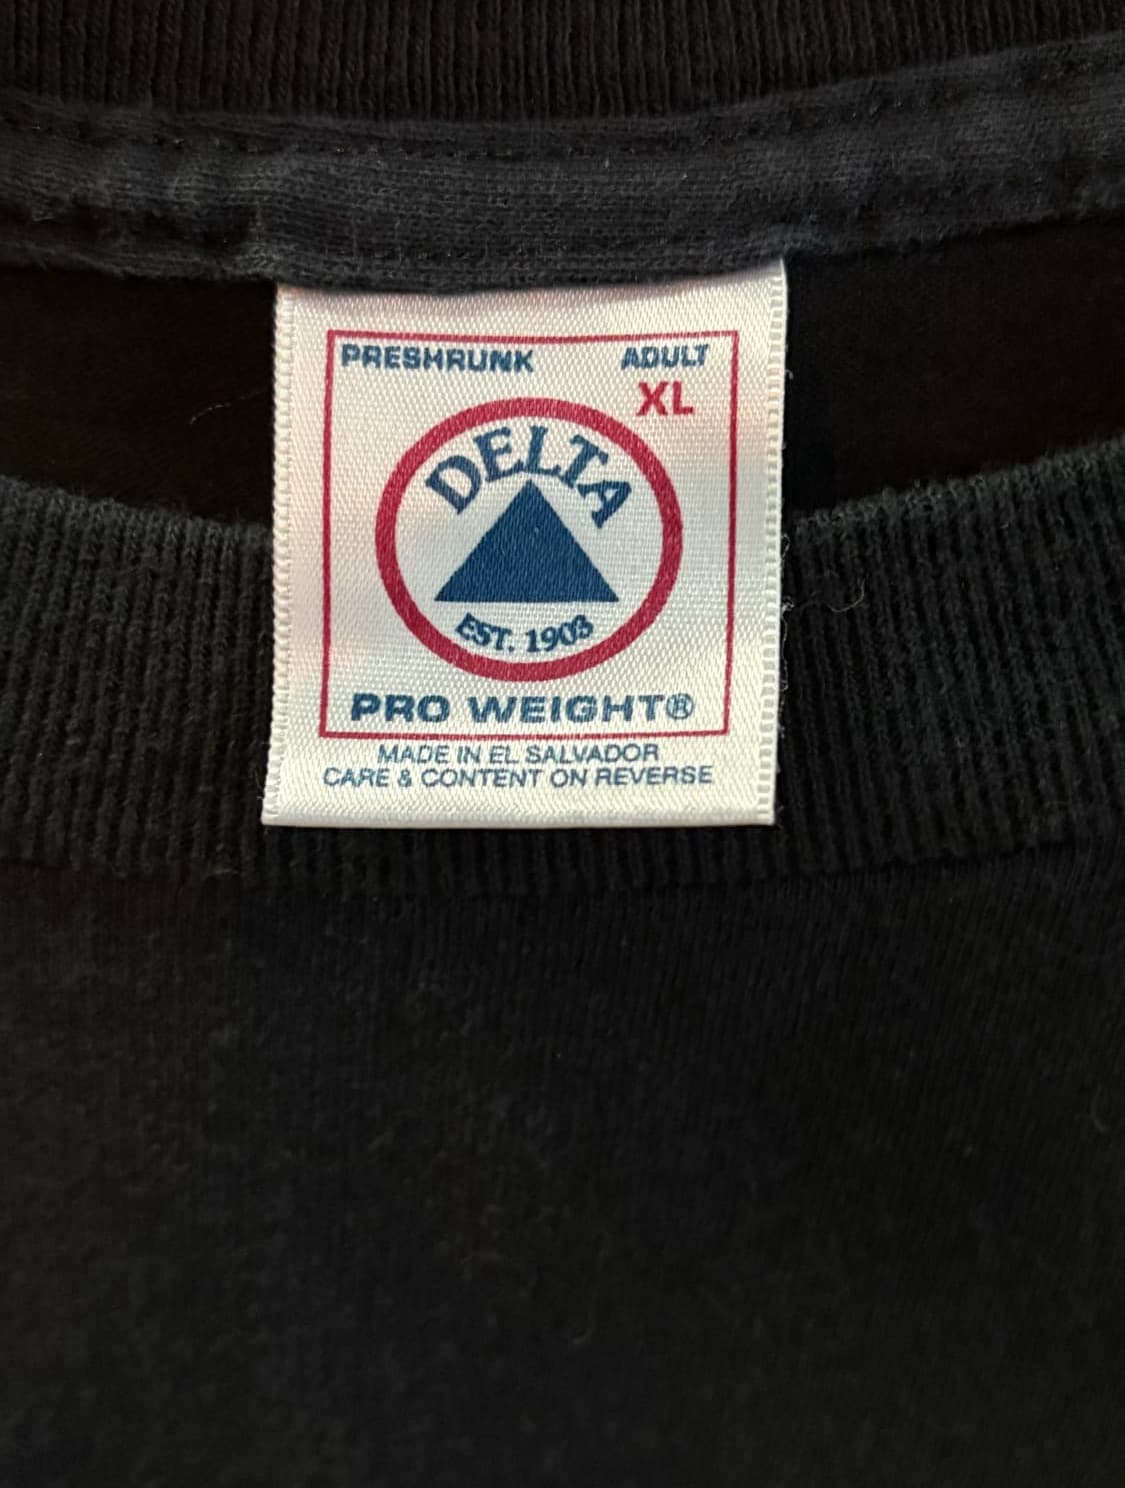 PRESHRUNK ADULT
XL
DELTA
EST. 1903
PRO WEIGHT®
MADE IN EL SALVADOR
CARE & CONTENT ON REVERSE